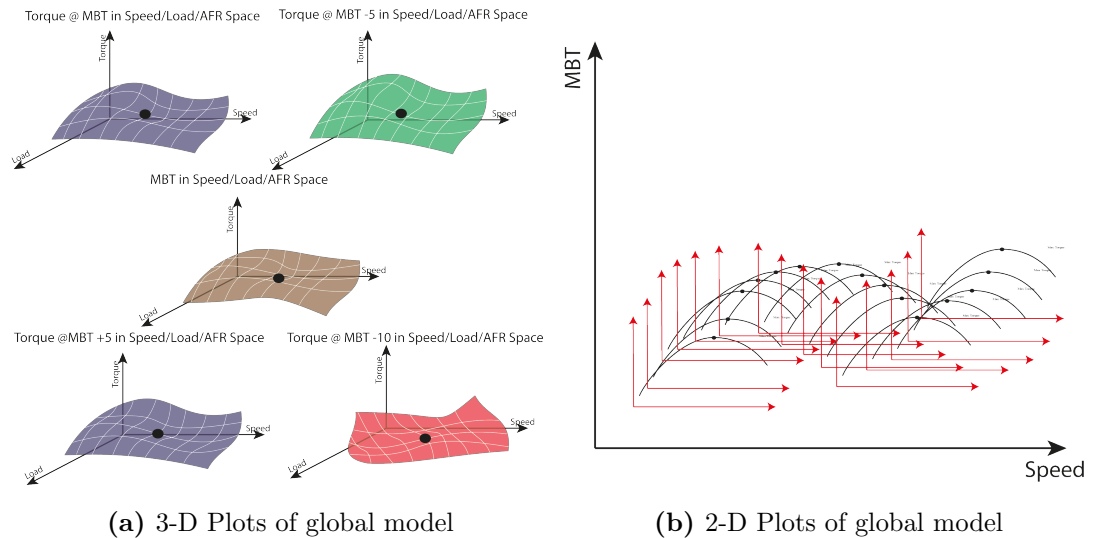 Torque @ MBT in Speed/Load/AFR Space
Torque @ MBT -5 in Speed/Load/AFR Space
Torque
Speed
Load
Torque
Speed
Load
MBT in Speed/Load/AFR Space
Torque
Speed
Load
Torque @MBT +5 in Speed/Load/AFR Space
Torque @MBT -10 in Speed/Load/AFR Space
Torque
Speed
Load
Torque
Speed
Load
MBT
Speed
(a) 3-D Plots of global model
(b) 2-D Plots of global model